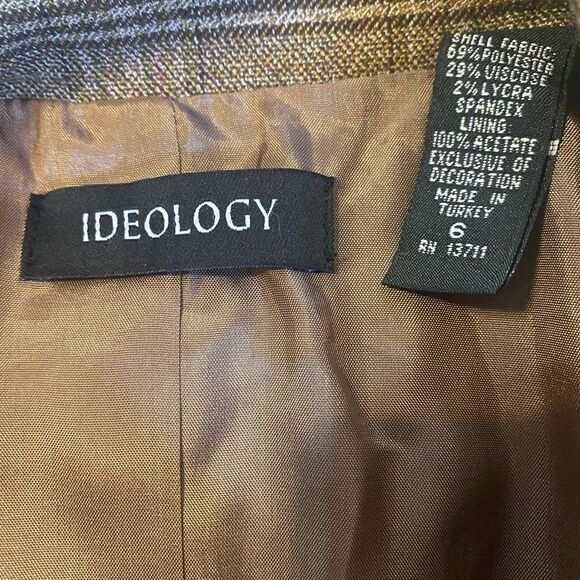 IDEOLOGY
SHELL FABRIC:
69% POLYESTER
29% VISCOSE
2% LYCRA
SPANDEX
LINING:
100% ACETATE
EXCLUSIVE OF
DECORATION
MADE IN
TURKEY
6
RN 13711